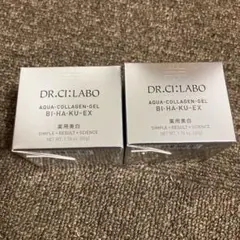 DR.CI:LABO
AQUA-COLLAGEN-GEL
BI·HA·KU·EX
薬用美白
SIMPLE • RESULT • SCIENCE
DR.CI:LABO
AQUA-COLLAGEN-GEL
BI·HA·KU·EX
薬用美白
SIMPLE • RESULT • SCIENCE